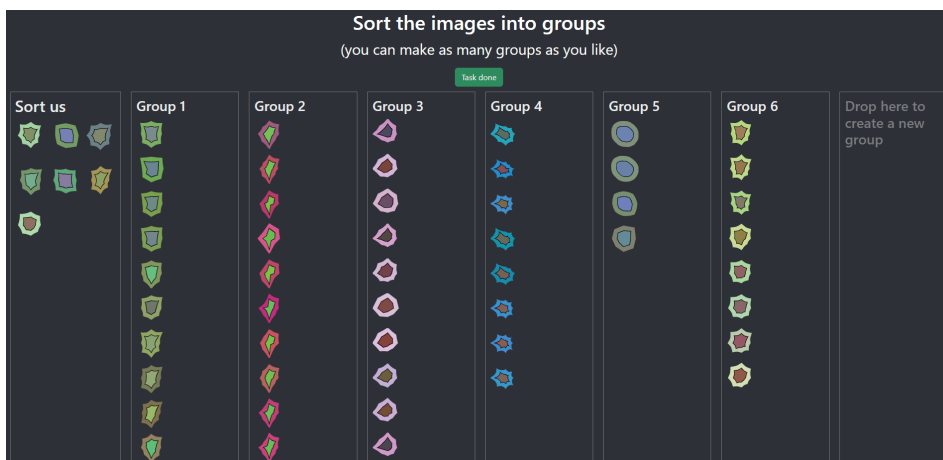 Sort the images into groups
(you can make as many groups as you like)
Task done
Sort us
Group 1
Group 2
Group 3
Group 4
Group 5
Group 6
Drop here to
create a new
group